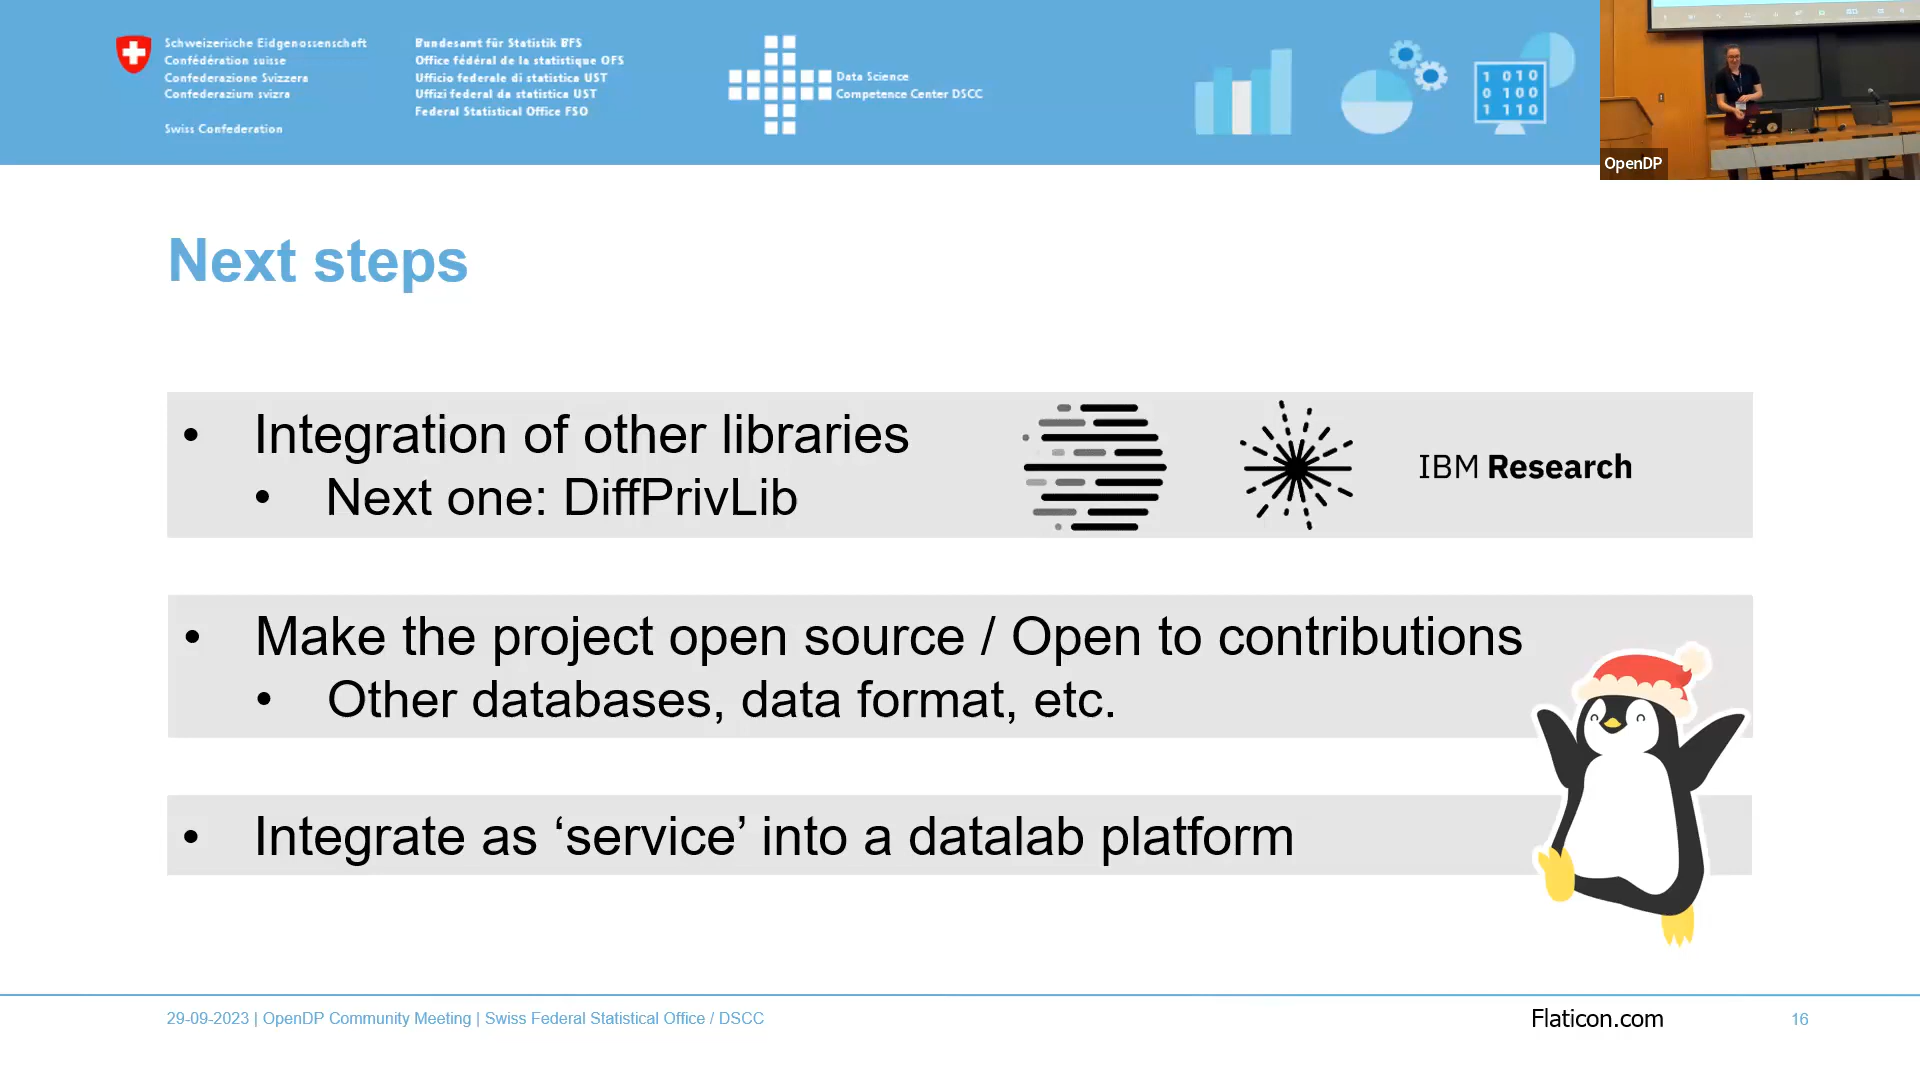 Schweizerische Eidgenossenschaft
Confédération suisse
Confederazione Svizzera
Confederaziun svizra
Swiss Confederation
Bundesamt für Statistik BFS
Office fédéral de la statistique OFS
Ufficio federale di statistica UST
Uffizi federal da statistica UST
Federal Statistical Office FSO
Data Science
Competence Center DSCC
1 010
0 100
1 110
OpenDP
Next steps
• Integration of other libraries
• Next one: DiffPrivLib
IBM Research
• Make the project open source / Open to contributions
• Other databases, data format, etc.
• Integrate as ‘service’ into a datalab platform
29-09-2023 | OpenDP Community Meeting | Swiss Federal Statistical Office / DSCC
Flaticon.com
16